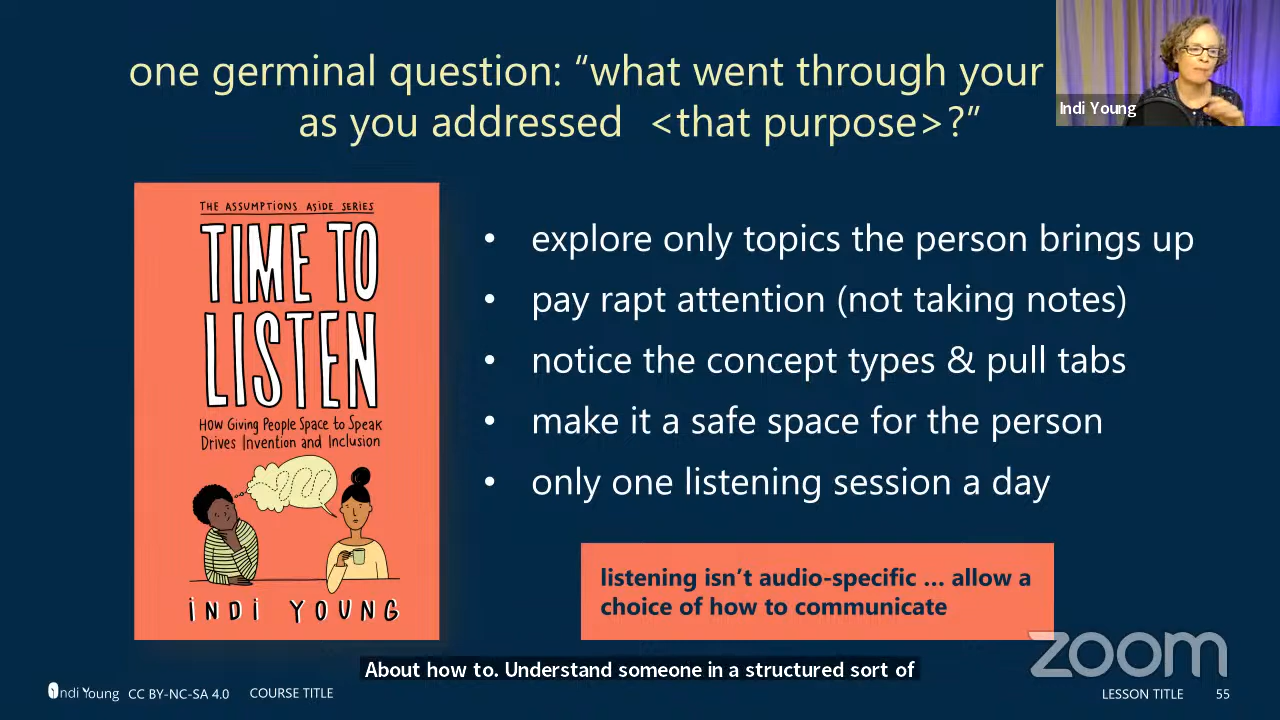 one germinal question: “what went through your
as you addressed <that purpose>?”
Indi Young
THE ASSUMPTIONS ASIDE SERIES
TIME TO
LISTEN
How Giving People Space to Speak
Drives Invention and Inclusion
iNDi YOUNG
• explore only topics the person brings up
• pay rapt attention (not taking notes)
• notice the concept types & pull tabs
• make it a safe space for the person
• only one listening session a day
listening isn’t audio-specific … allow a
choice of how to communicate
zoom
About how to. Understand someone in a structured sort of
Indi Young CC BY-NC-SA 4.0 COURSE TITLE LESSON TITLE 55